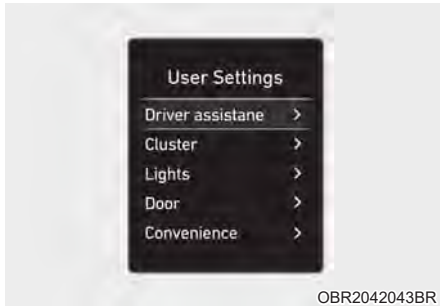 User Settings
Driver assistane >
Cluster >
Lights >
Door >
Convenience >
OBR2042043BR